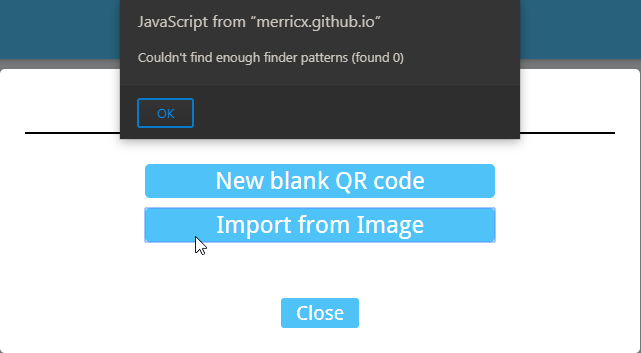 JavaScript from “merricx.github.io”
Couldn't find enough finder patterns (found 0)
OK
New blank QR code
Import from Image
Close